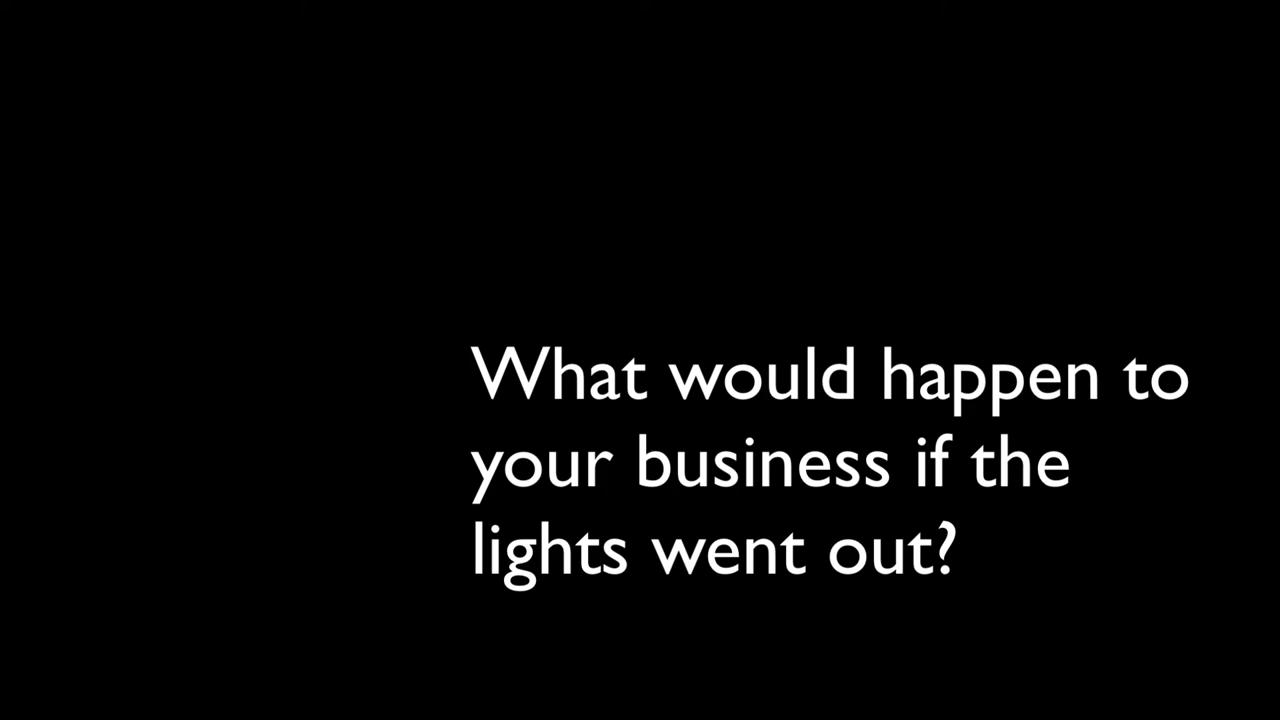 What would happen to
your business if the
lights went out?